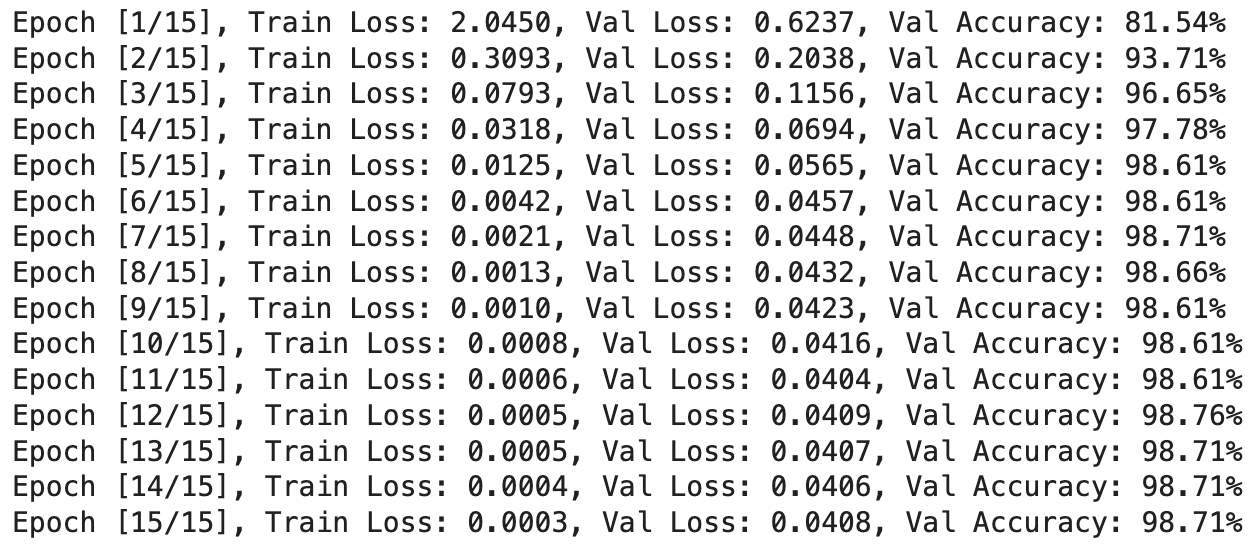 Epoch [1/15], Train Loss: 2.0450, Val Loss: 0.6237, Val Accuracy: 81.54%
Epoch [2/15], Train Loss: 0.3093, Val Loss: 0.2038, Val Accuracy: 93.71%
Epoch [3/15], Train Loss: 0.0793, Val Loss: 0.1156, Val Accuracy: 96.65%
Epoch [4/15], Train Loss: 0.0318, Val Loss: 0.0694, Val Accuracy: 97.78%
Epoch [5/15], Train Loss: 0.0125, Val Loss: 0.0565, Val Accuracy: 98.61%
Epoch [6/15], Train Loss: 0.0042, Val Loss: 0.0457, Val Accuracy: 98.61%
Epoch [7/15], Train Loss: 0.0021, Val Loss: 0.0448, Val Accuracy: 98.71%
Epoch [8/15], Train Loss: 0.0013, Val Loss: 0.0432, Val Accuracy: 98.66%
Epoch [9/15], Train Loss: 0.0010, Val Loss: 0.0423, Val Accuracy: 98.61%
Epoch [10/15], Train Loss: 0.0008, Val Loss: 0.0416, Val Accuracy: 98.61%
Epoch [11/15], Train Loss: 0.0006, Val Loss: 0.0404, Val Accuracy: 98.61%
Epoch [12/15], Train Loss: 0.0005, Val Loss: 0.0409, Val Accuracy: 98.76%
Epoch [13/15], Train Loss: 0.0005, Val Loss: 0.0407, Val Accuracy: 98.71%
Epoch [14/15], Train Loss: 0.0004, Val Loss: 0.0406, Val Accuracy: 98.71%
Epoch [15/15], Train Loss: 0.0003, Val Loss: 0.0408, Val Accuracy: 98.71%